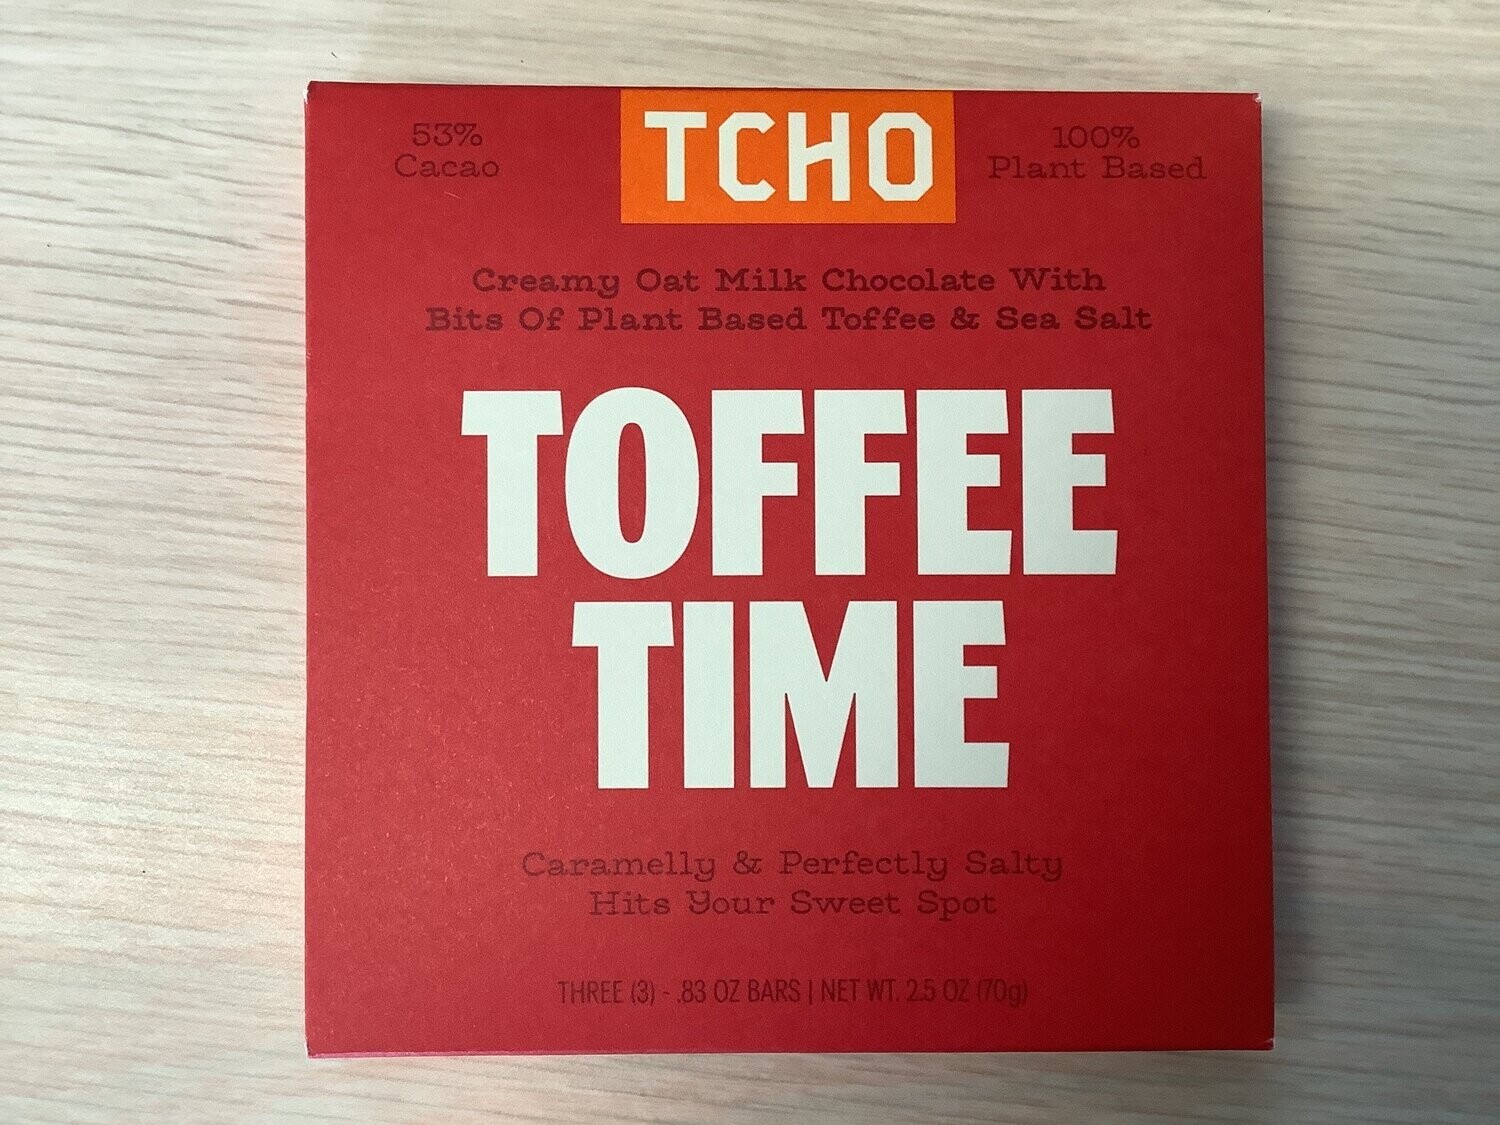 53%
Cacao
TCHO
100%
Plant Based
Creamy Oat Milk Chocolate With
Bits Of Plant Based Toffee & Sea Salt
TOFFEE
TIME
Caramelly & Perfectly Salty
Hits Your Sweet Spot
THREE (3) - .83 OZ BARS | NET WT. 2.5 OZ (70g)